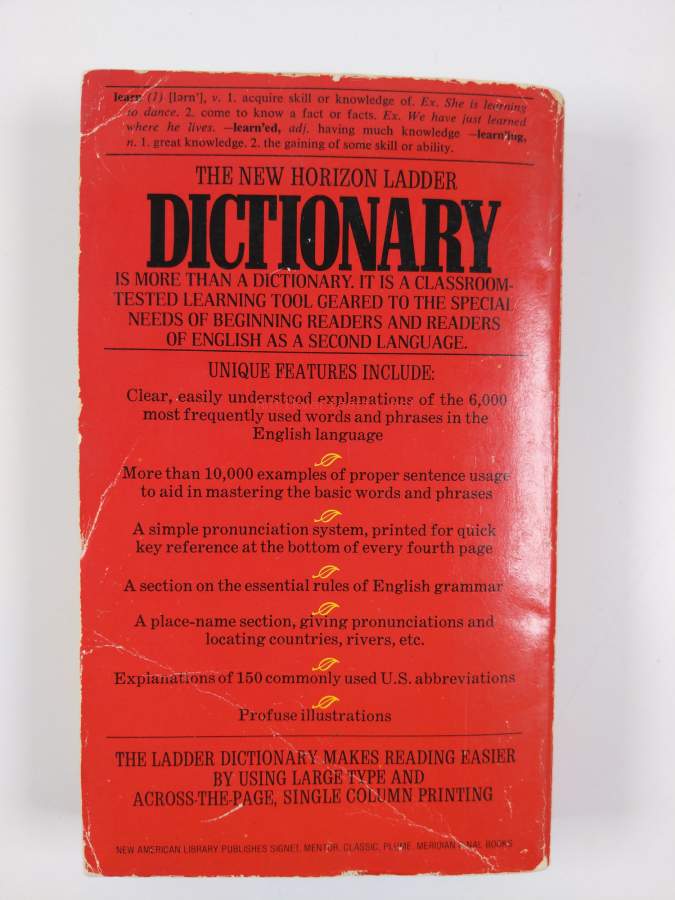 learn (1) [lərn'], v. 1. acquire skill or knowledge of. Ex. She is learning
to dance. 2. come to know a fact or facts. Ex. We have just learned
where he lives. —learn'ed, adj. having much knowledge —learn'ing,
n. 1. great knowledge. 2. the gaining of some skill or ability.
THE NEW HORIZON LADDER
DICTIONARY
IS MORE THAN A DICTIONARY. IT IS A CLASSROOM-
TESTED LEARNING TOOL GEARED TO THE SPECIAL
NEEDS OF BEGINNING READERS AND READERS
OF ENGLISH AS A SECOND LANGUAGE.
UNIQUE FEATURES INCLUDE:
Clear, easily understood explanations of the 6,000
most frequently used words and phrases in the
English language
More than 10,000 examples of proper sentence usage
to aid in mastering the basic words and phrases
A simple pronunciation system, printed for quick
key reference at the bottom of every fourth page
A section on the essential rules of English grammar
A place-name section, giving pronunciations and
locating countries, rivers, etc.
Explanations of 150 commonly used U.S. abbreviations
Profuse illustrations
THE LADDER DICTIONARY MAKES READING EASIER
BY USING LARGE TYPE AND
ACROSS-THE-PAGE, SINGLE COLUMN PRINTING
NEW AMERICAN LIBRARY PUBLISHES SIGNET, MENTOR, CLASSIC, PLUME, MERIDIAN BOOKS